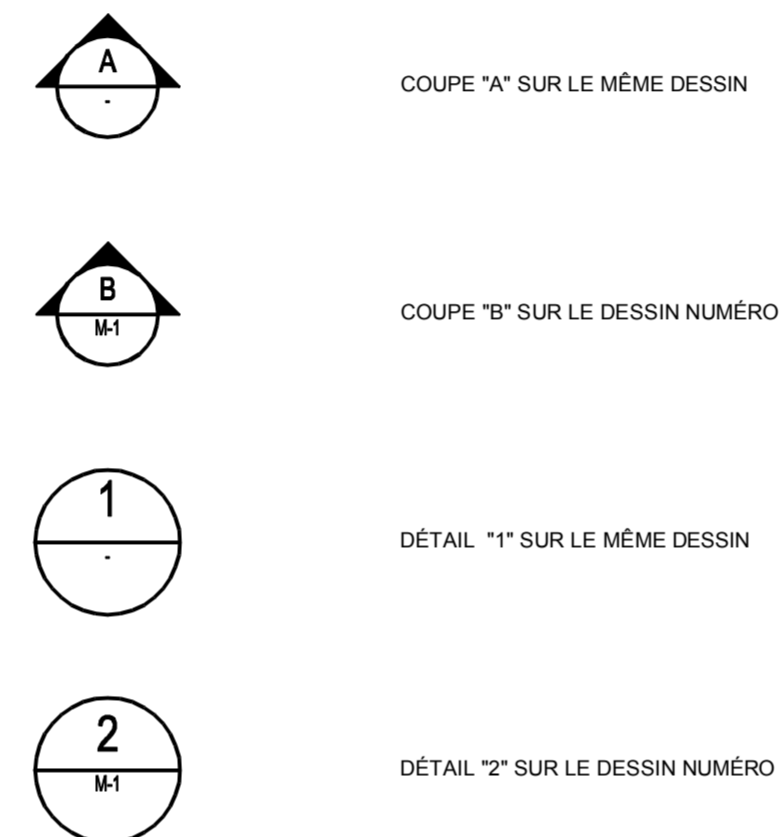 A
-
COUPE "A" SUR LE MÊME DESSIN
B
M-1
COUPE "B" SUR LE DESSIN NUMÉRO
1
-
DÉTAIL "1" SUR LE MÊME DESSIN
2
M-1
DÉTAIL "2" SUR LE DESSIN NUMÉRO